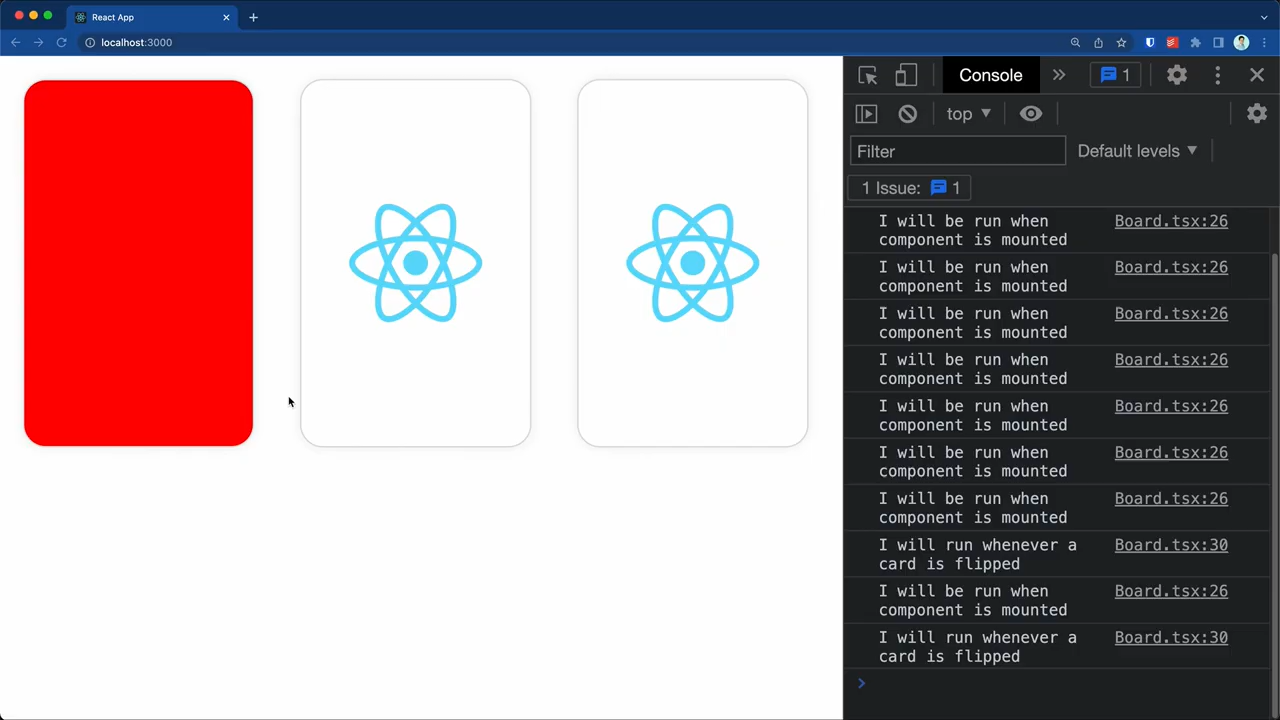 React App
localhost:3000
Console
1
top
Filter
Default levels
1 Issue:
1
I will be run when Board.tsx:26
component is mounted
I will be run when Board.tsx:26
component is mounted
I will be run when Board.tsx:26
component is mounted
I will be run when Board.tsx:26
component is mounted
I will be run when Board.tsx:26
component is mounted
I will be run when Board.tsx:26
component is mounted
I will be run when Board.tsx:26
component is mounted
I will run whenever a Board.tsx:30
card is flipped
I will be run when Board.tsx:26
component is mounted
I will run whenever a Board.tsx:30
card is flipped